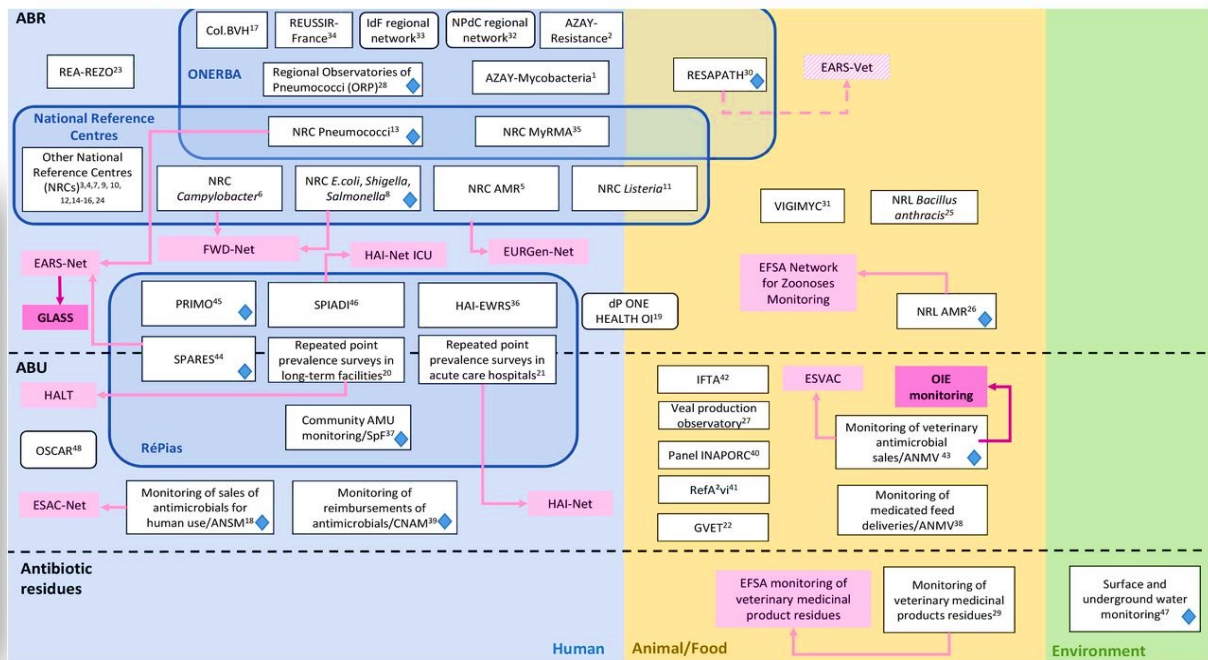 ABR
Col.BVH17
REUSSIR-
France34
IdF regional
network33
NPdC regional
network32
AZAY-
Resistance2
REA-REZO23
ONERBA
Regional Observatories of
Pneumococci (ORP)28
AZAY-Mycobacteria1
RESAPATH30
EARS-Vet
National Reference
Centres
NRC Pneumococci13
NRC MyRMA35
Other National
Reference Centres
(NRCs)3,4,7, 9, 10,
12,14-16, 24
NRC
Campylobacter6
NRC E.coli, Shigella,
Salmonella8
NRC AMR5
NRC Listeria11
VIGIMYC31
NRL Bacillus
anthracis25
FWD-Net
HAI-Net ICU
EURGen-Net
EARS-Net
EFSA Network
for Zoonoses
Monitoring
GLASS
PRIMO45
SPIADI46
HAI-EWRS36
dP ONE
HEALTH OI19
NRL AMR26
SPARES44
Repeated point
prevalence surveys in
long-term facilities20
Repeated point
prevalence surveys in
acute care hospitals21
ABU
HALT
IFTA42
ESVAC
OIE
monitoring
Veal production
observatory27
Community AMU
monitoring/SpF37
Monitoring of veterinary
antimicrobial
sales/ANMV 43
OSCAR48
RéPias
Panel INAPORC40
RefA2vi41
ESAC-Net
Monitoring of sales of
antimicrobials for
human use/ANSM18
Monitoring of
reimbursements of
antimicrobials/CNAM39
HAI-Net
GVET22
Monitoring of
medicated feed
deliveries/ANMV38
Antibiotic
residues
EFSA monitoring of
veterinary medicinal
product residues
Monitoring of
veterinary medicinal
products residues29
Surface and
underground water
monitoring47
Human
Animal/Food
Environment